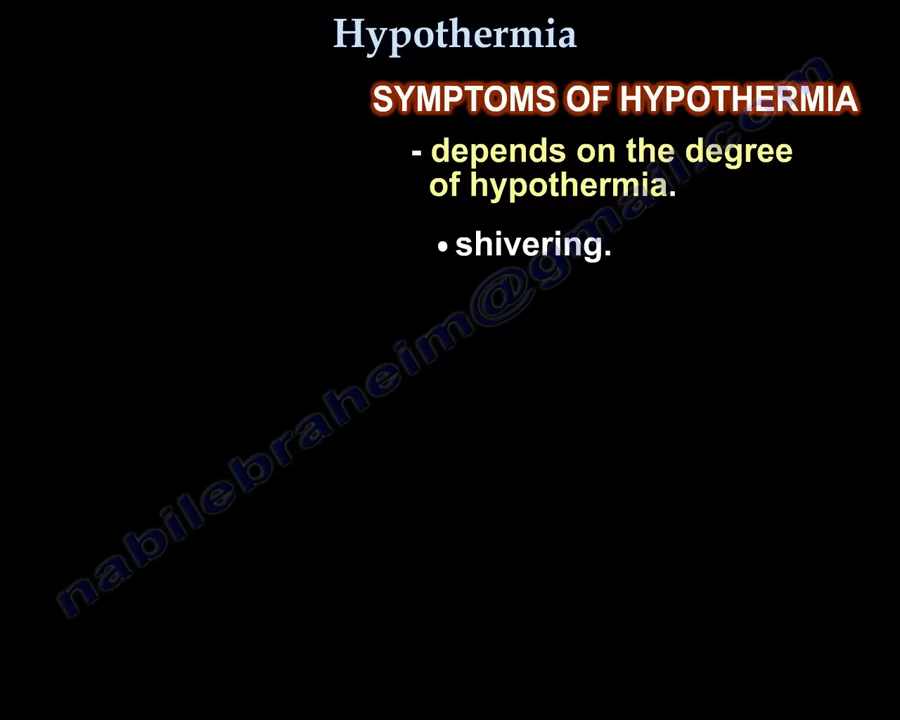 Hypothermia
SYMPTOMS OF HYPOTHERMIA
- depends on the degree
of hypothermia.
• shivering.
nabilebraheim@gmail.com